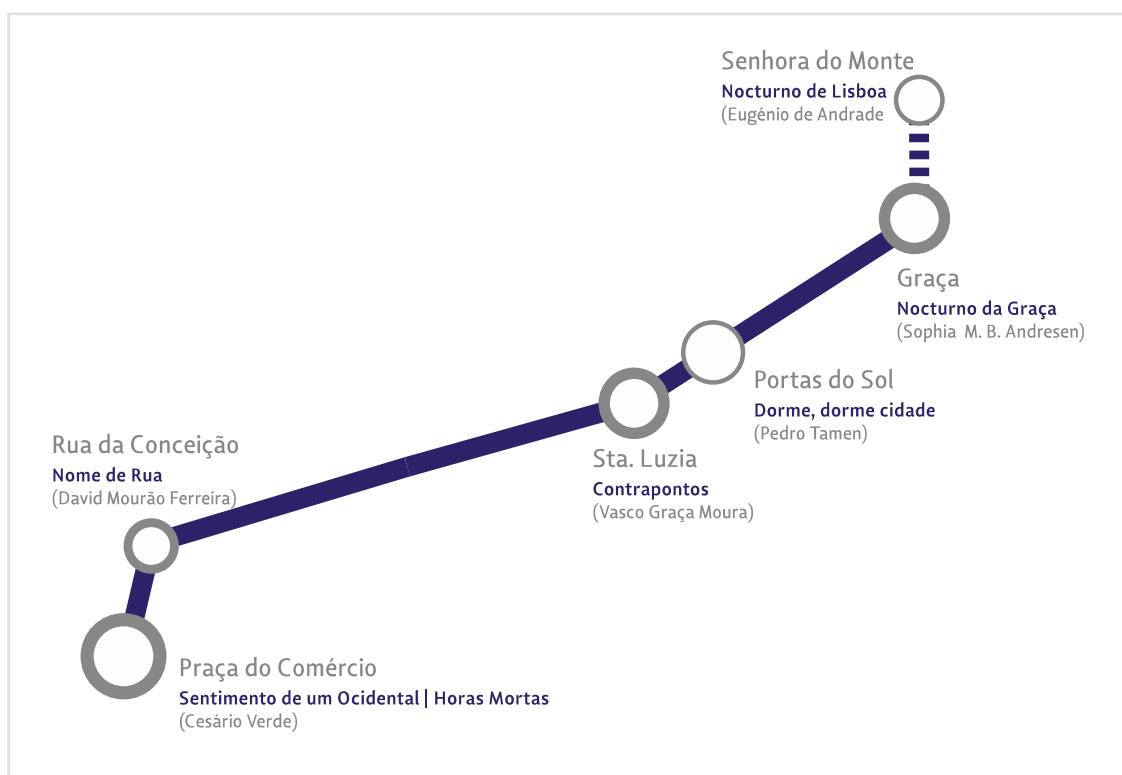 Senhora do Monte
Nocturno de Lisboa
(Eugénio de Andrade
Graça
Nocturno da Graça
(Sophia M. B. Andresen)
Portas do Sol
Dorme, dorme cidade
(Pedro Tamen)
Rua da Conceição
Nome de Rua
(David Mourão Ferreira)
Sta. Luzia
Contrapontos
(Vasco Graça Moura)
Praça do Comércio
Sentimento de um Ocidental | Horas Mortas
(Cesário Verde)